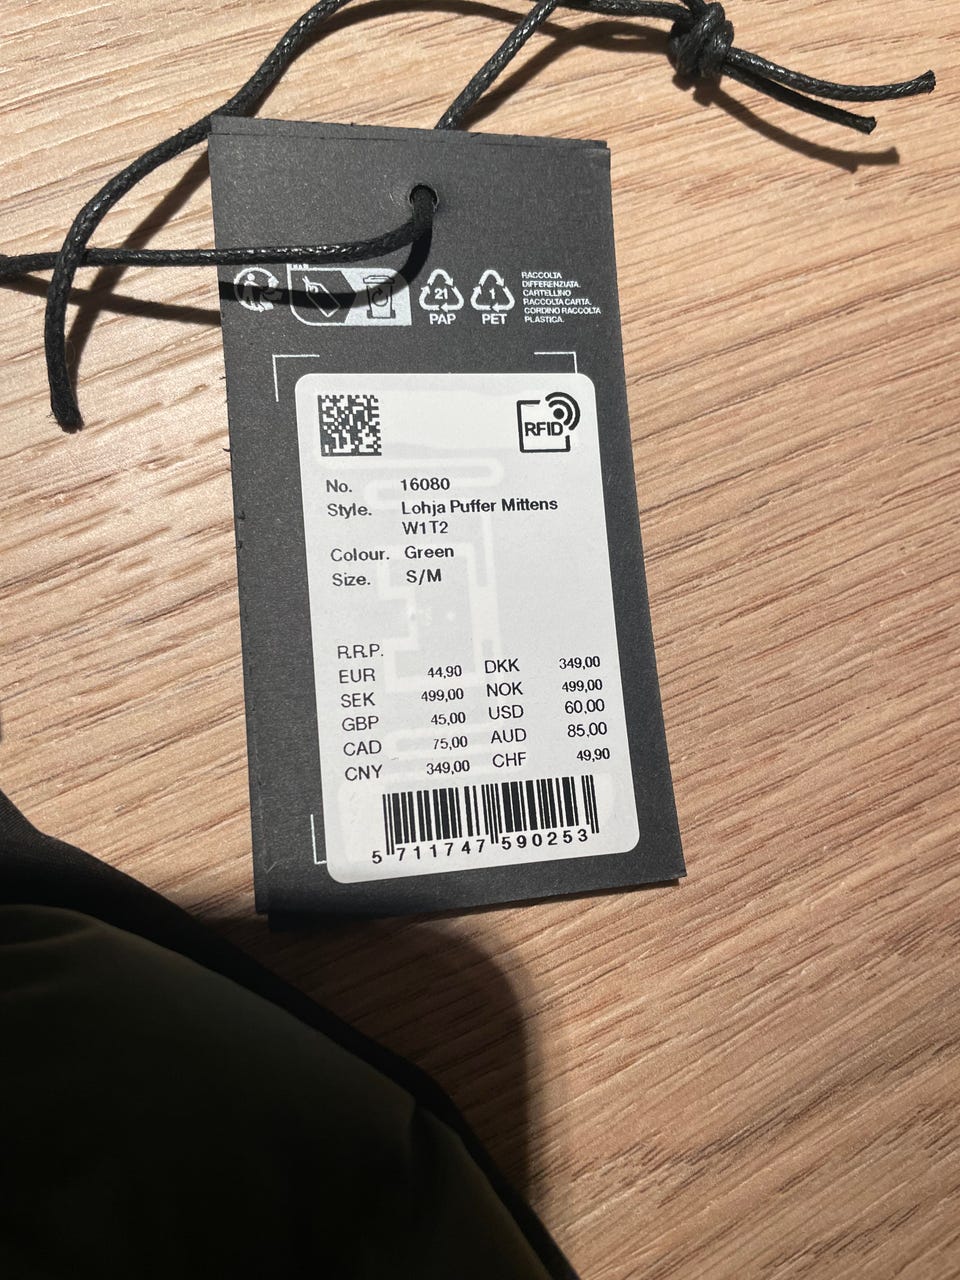 21
PAP
1
PET
RACCOLTA
DIFFERENZIATA.
CARTELLINO
RACCOLTA CARTA,
CORDINO RACCOLTA
PLASTICA.
RFID
No. 16080
Style. Lohja Puffer Mittens
W1T2
Colour. Green
Size. S/M
R.R.P.
EUR 44,90 DKK 349,00
SEK 499,00 NOK 499,00
GBP 45,00 USD 60,00
CAD 75,00 AUD 85,00
CNY 349,00 CHF 49,90
5 711747 590253